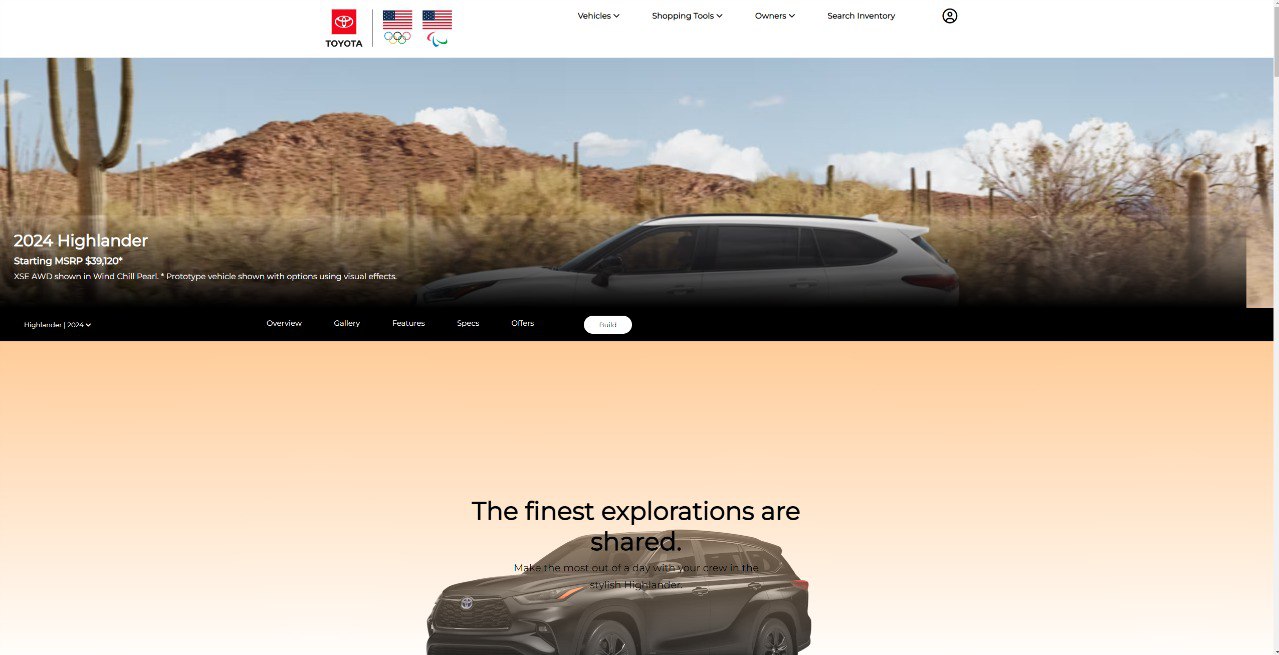 TOYOTA
Vehicles
Shopping Tools
Owners
Search Inventory
2024 Highlander
Starting MSRP $39,120*
XSE AWD shown in Wind Chill Pearl. * Prototype vehicle shown with options using visual effects.
Highlander | 2024
Overview
Gallery
Features
Specs
Offers
Build
The finest explorations are
shared.
Make the most out of a day with your crew in the
stylish Highlander.